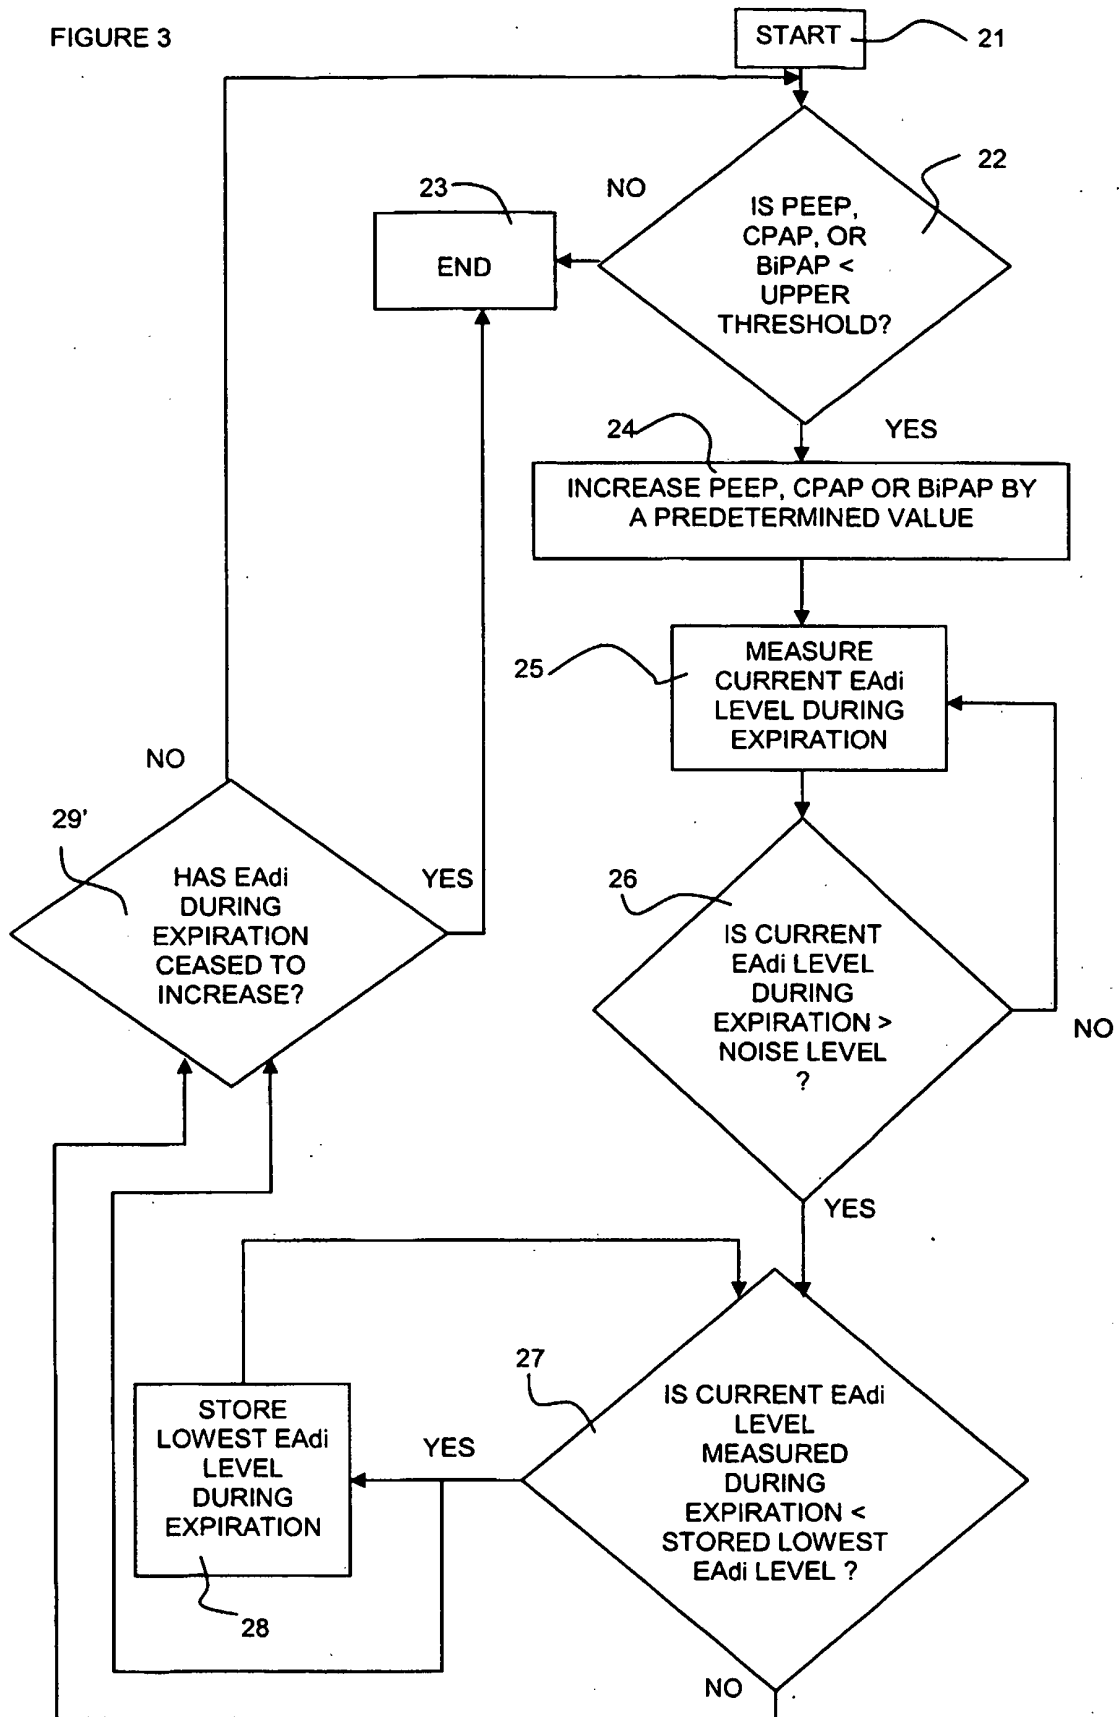 FIGURE 3
START
21
22
NO
23
IS PEEP,
CPAP, OR
BiPAP <
UPPER
THRESHOLD?
END
24
YES
INCREASE PEEP, CPAP OR BiPAP BY
A PREDETERMINED VALUE
25
MEASURE
CURRENT EAdi
LEVEL DURING
EXPIRATION
NO
29'
HAS EAdi
DURING
EXPIRATION
CEASED TO
INCREASE?
YES
26
IS CURRENT
EAdi LEVEL
DURING
EXPIRATION >
NOISE LEVEL
?
NO
YES
27
IS CURRENT EAdi
LEVEL
MEASURED
DURING
EXPIRATION <
STORED LOWEST
EAdi LEVEL ?
YES
STORE
LOWEST EAdi
LEVEL
DURING
EXPIRATION
28
NO